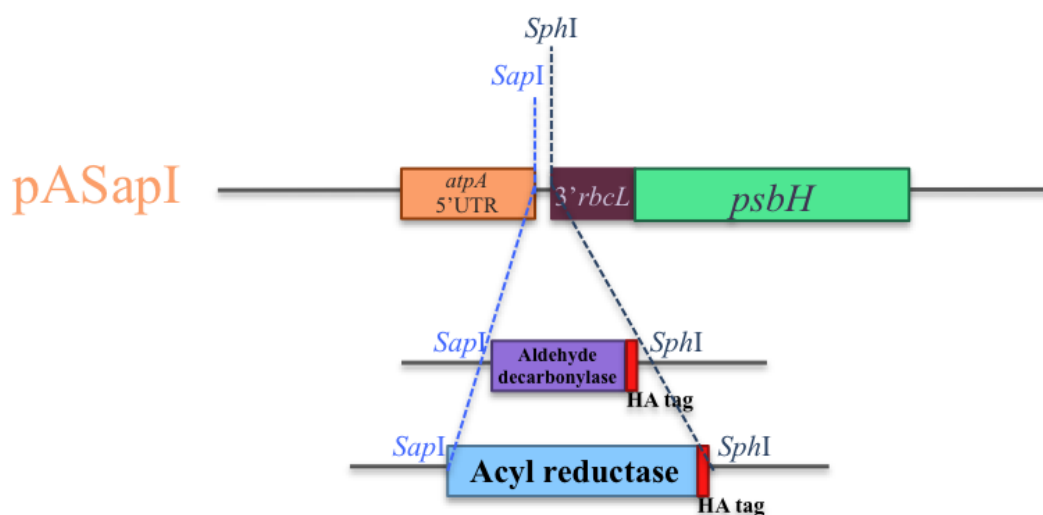 SphI
SapI
pASapI
atpA
5’UTR
3’rbcL
psbH
SapI
Aldehyde
decarbonylase
SphI
HA tag
SapI
Acyl reductase
SphI
HA tag